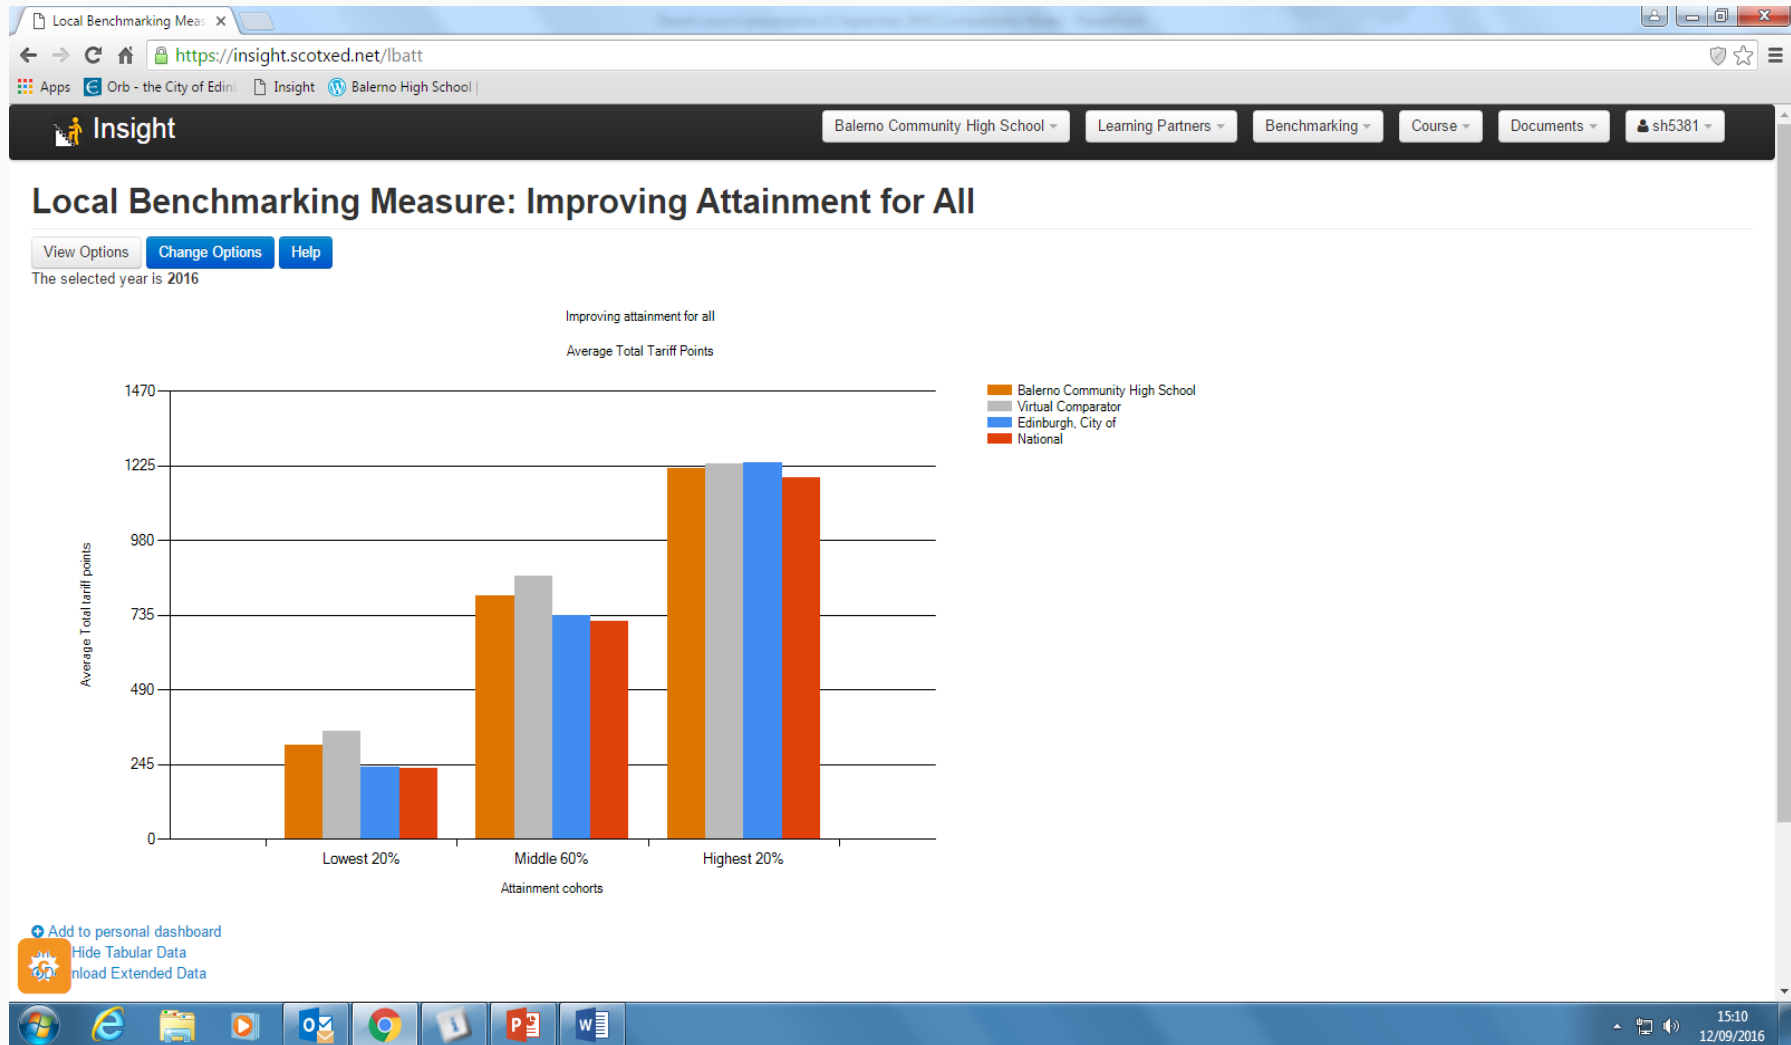 Local Benchmarking Meas
https://insight.scotxed.net/lbatt
Apps Orb - the City of Edin Insight Balerno High School |
Insight Balerno Community High School Learning Partners Benchmarking Course Documents sh5381
Local Benchmarking Measure: Improving Attainment for All
View Options Change Options Help
The selected year is 2016
Improving attainment for all
Average Total Tariff Points
Balerno Community High School
Virtual Comparator
Edinburgh, City of
National
1470
1225
980
735
490
245
0
Average Total tariff points
Lowest 20% Middle 60% Highest 20%
Attainment cohorts
Add to personal dashboard
Hide Tabular Data
Extended Data
15:10
12/09/2016